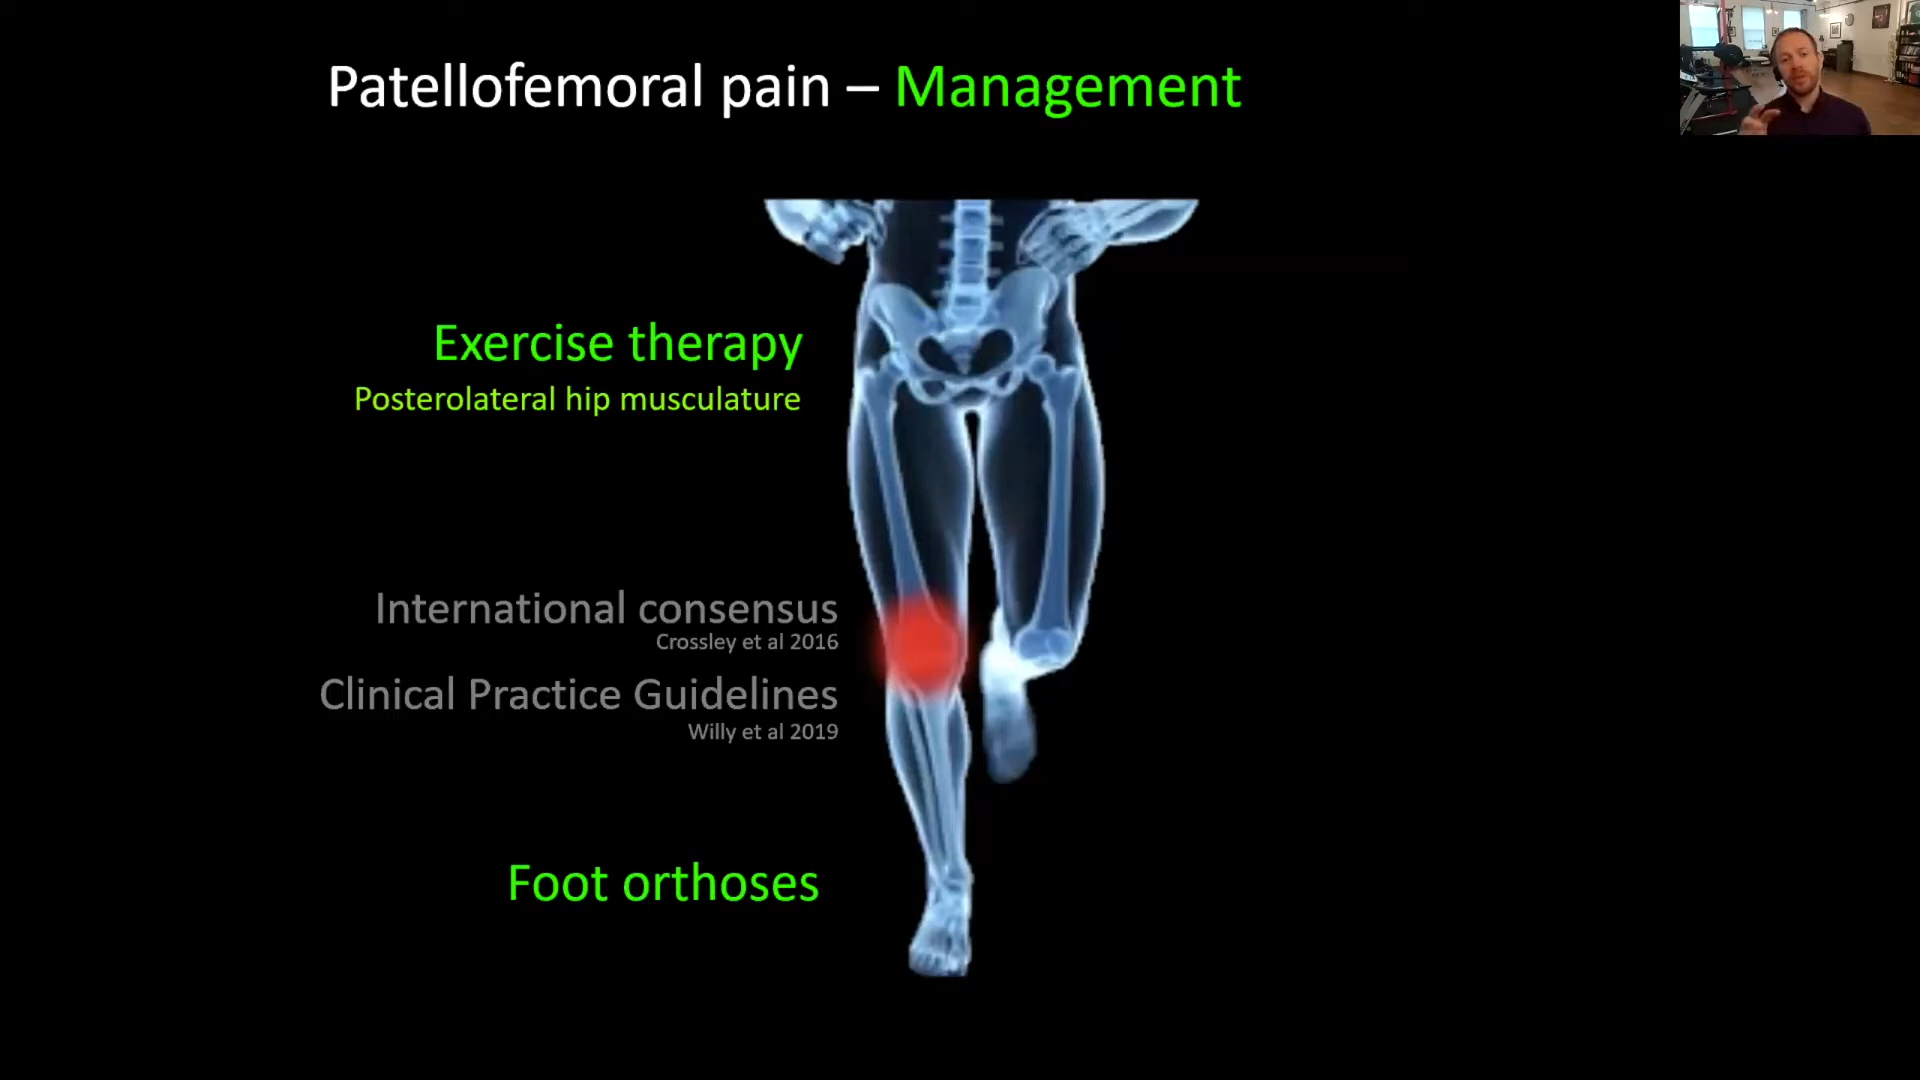 Patellofemoral pain – Management
Exercise therapy
Posterolateral hip musculature
International consensus
Crossley et al 2016
Clinical Practice Guidelines
Willy et al 2019
Foot orthoses